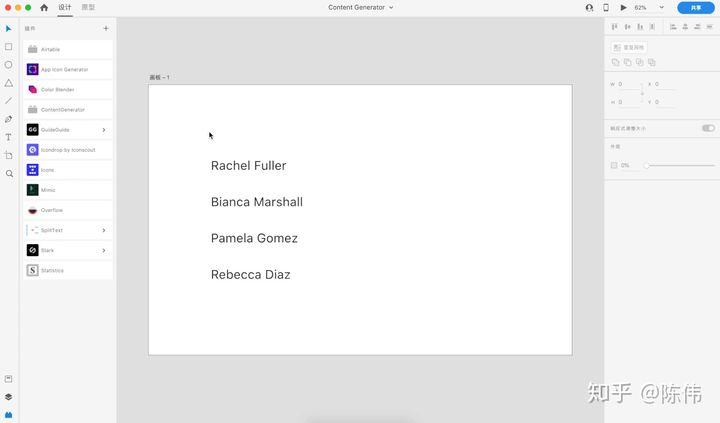 设计 原型
Content Generator
62%
共享
插件
Airtable
App Icon Generator
Color Blender
ContentGenerator
GG GuideGuide
Icondrop by Iconscout
Icons
Mimic
Overflow
SplitText
Stark
S Statistics
画板 – 1
Rachel Fuller
Bianca Marshall
Pamela Gomez
Rebecca Diaz
重复网格
W 0 X 0
H 0 Y 0
响应式调整大小
外观
0%
知乎 @陈伟